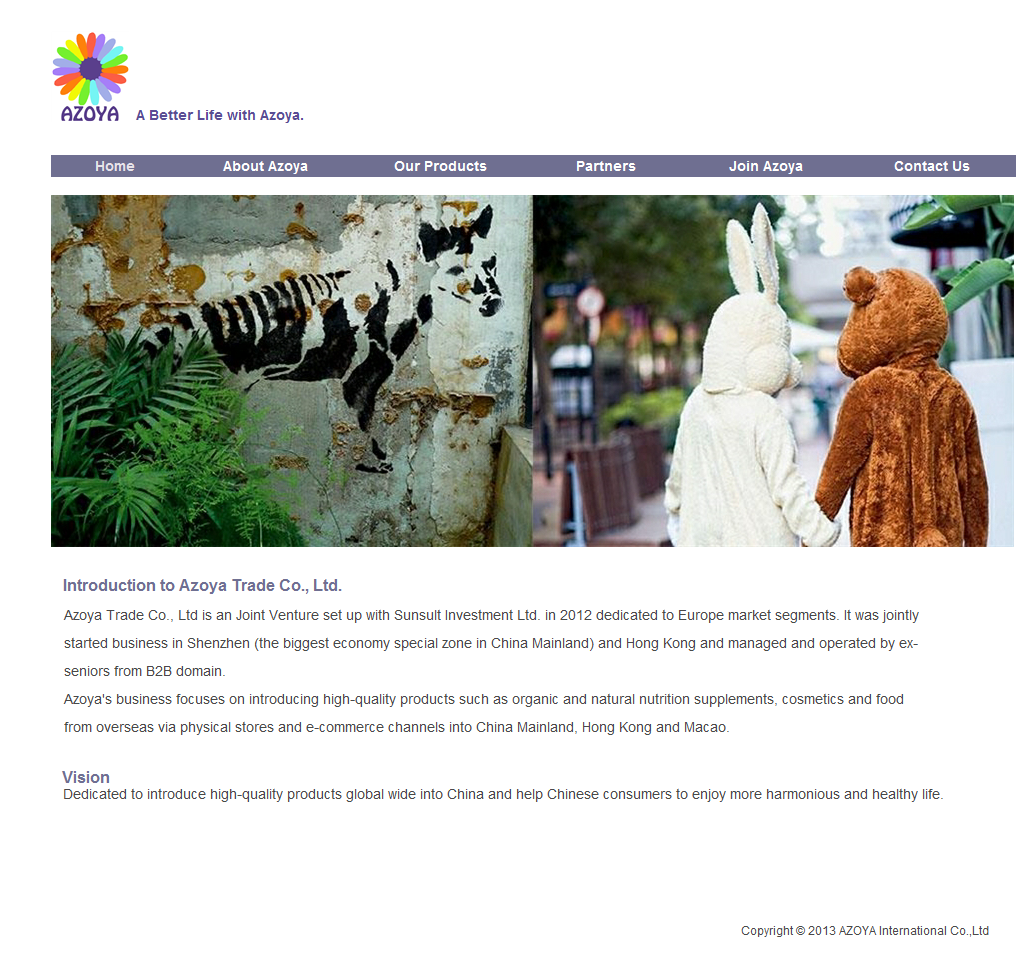 AZOYA
A Better Life with Azoya.
Home About Azoya Our Products Partners Join Azoya Contact Us
Introduction to Azoya Trade Co., Ltd.
Azoya Trade Co., Ltd is an Joint Venture set up with Sunsult Investment Ltd. in 2012 dedicated to Europe market segments. It was jointly
started business in Shenzhen (the biggest economy special zone in China Mainland) and Hong Kong and managed and operated by ex-
seniors from B2B domain.
Azoya's business focuses on introducing high-quality products such as organic and natural nutrition supplements, cosmetics and food
from overseas via physical stores and e-commerce channels into China Mainland, Hong Kong and Macao.
Vision
Dedicated to introduce high-quality products global wide into China and help Chinese consumers to enjoy more harmonious and healthy life.
Copyright © 2013 AZOYA International Co.,Ltd